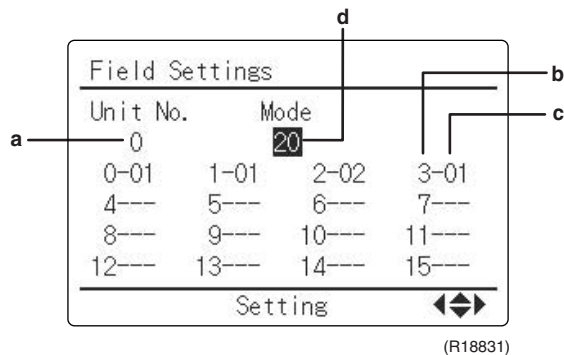 d
Field Settings
b
Unit No. Mode
c
a
0 20
0-01 1-01 2-02 3-01
4--- 5--- 6--- 7---
8--- 9--- 10--- 11---
12--- 13--- 14--- 15---
Setting
(R18831)